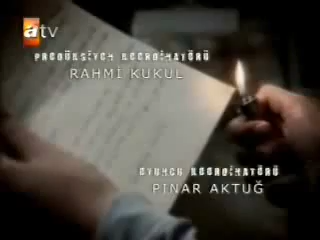 atv
PRODÜKSİYON KOORDİNATÖRÜ
RAHMİ KUKUL
OYUNCU KOORDİNATÖRÜ
PINAR AKTUĞ